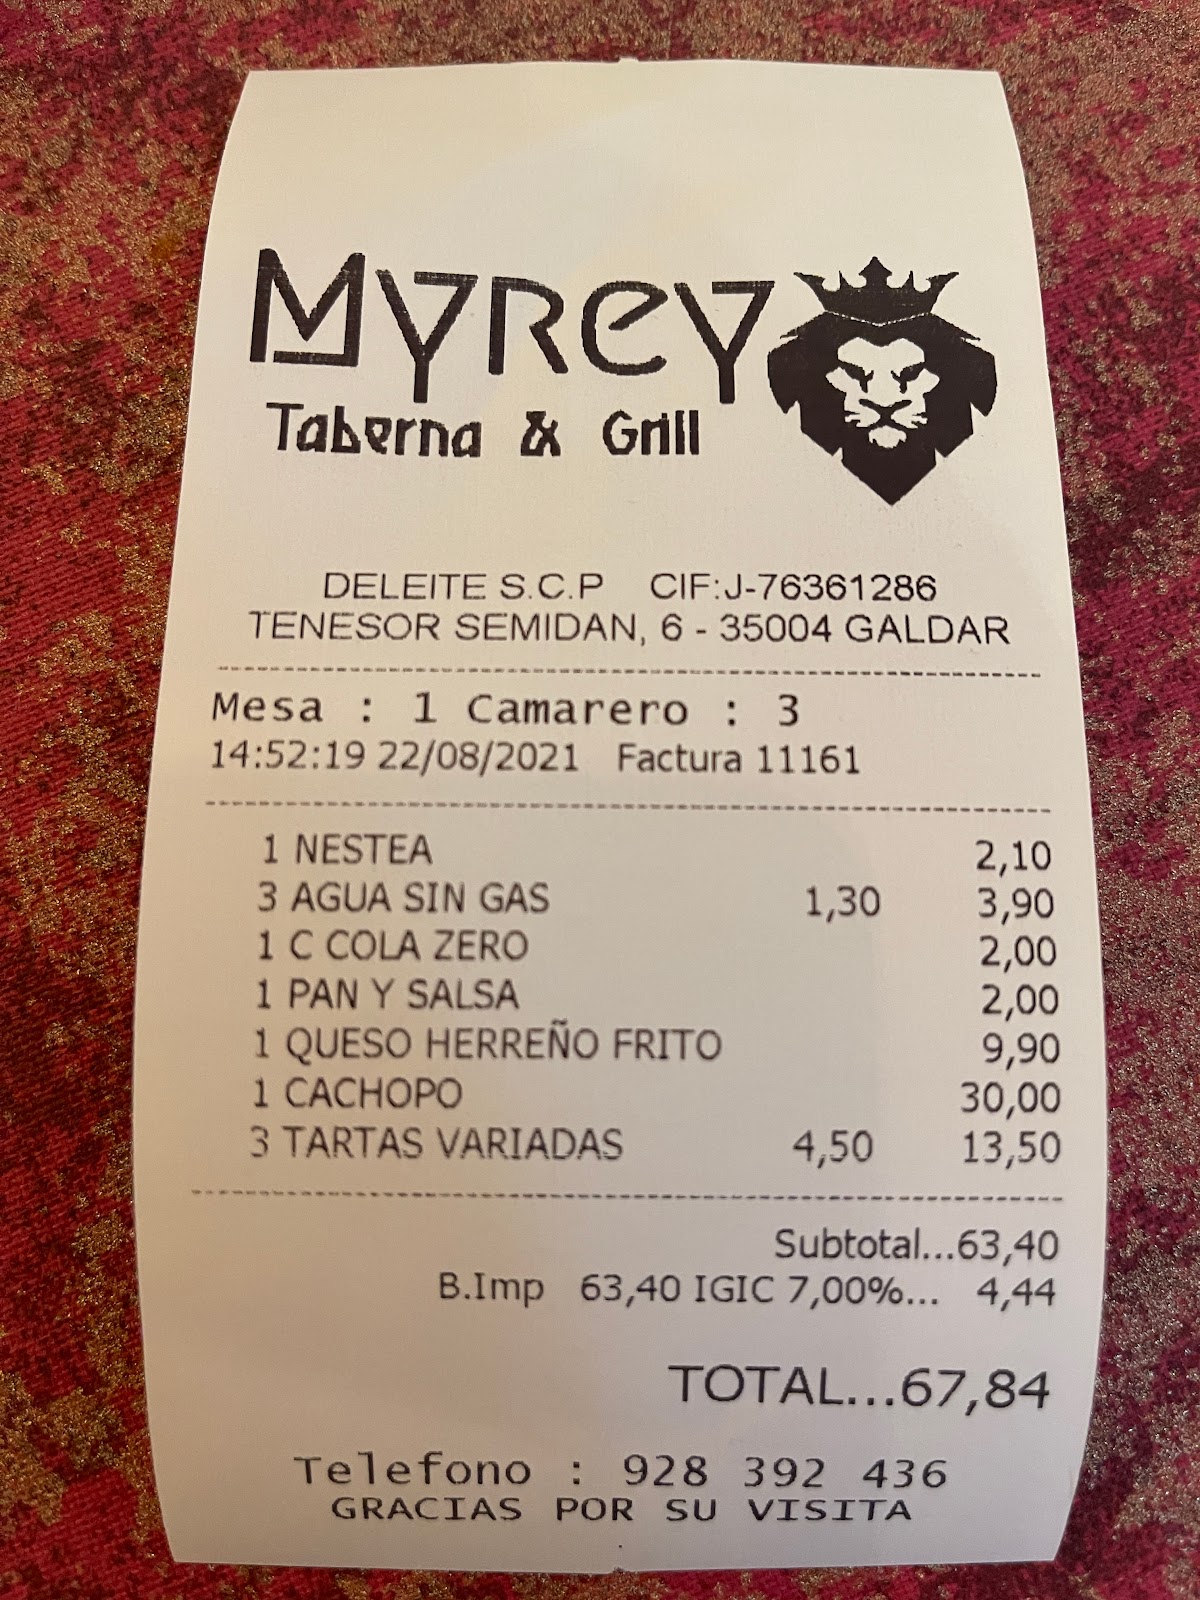 Myrey
Taberna & Grill
DELEITE S.C.P CIF:J-76361286
TENESOR SEMIDAN, 6 - 35004 GALDAR
Mesa : 1 Camarero : 3
14:52:19 22/08/2021 Factura 11161
1 NESTEA 2,10
3 AGUA SIN GAS 1,30 3,90
1 C COLA ZERO 2,00
1 PAN Y SALSA 2,00
1 QUESO HERREÑO FRITO 9,90
1 CACHOPO 30,00
3 TARTAS VARIADAS 4,50 13,50
Subtotal...63,40
B.Imp 63,40 IGIC 7,00%... 4,44
TOTAL...67,84
Telefono : 928 392 436
GRACIAS POR SU VISITA